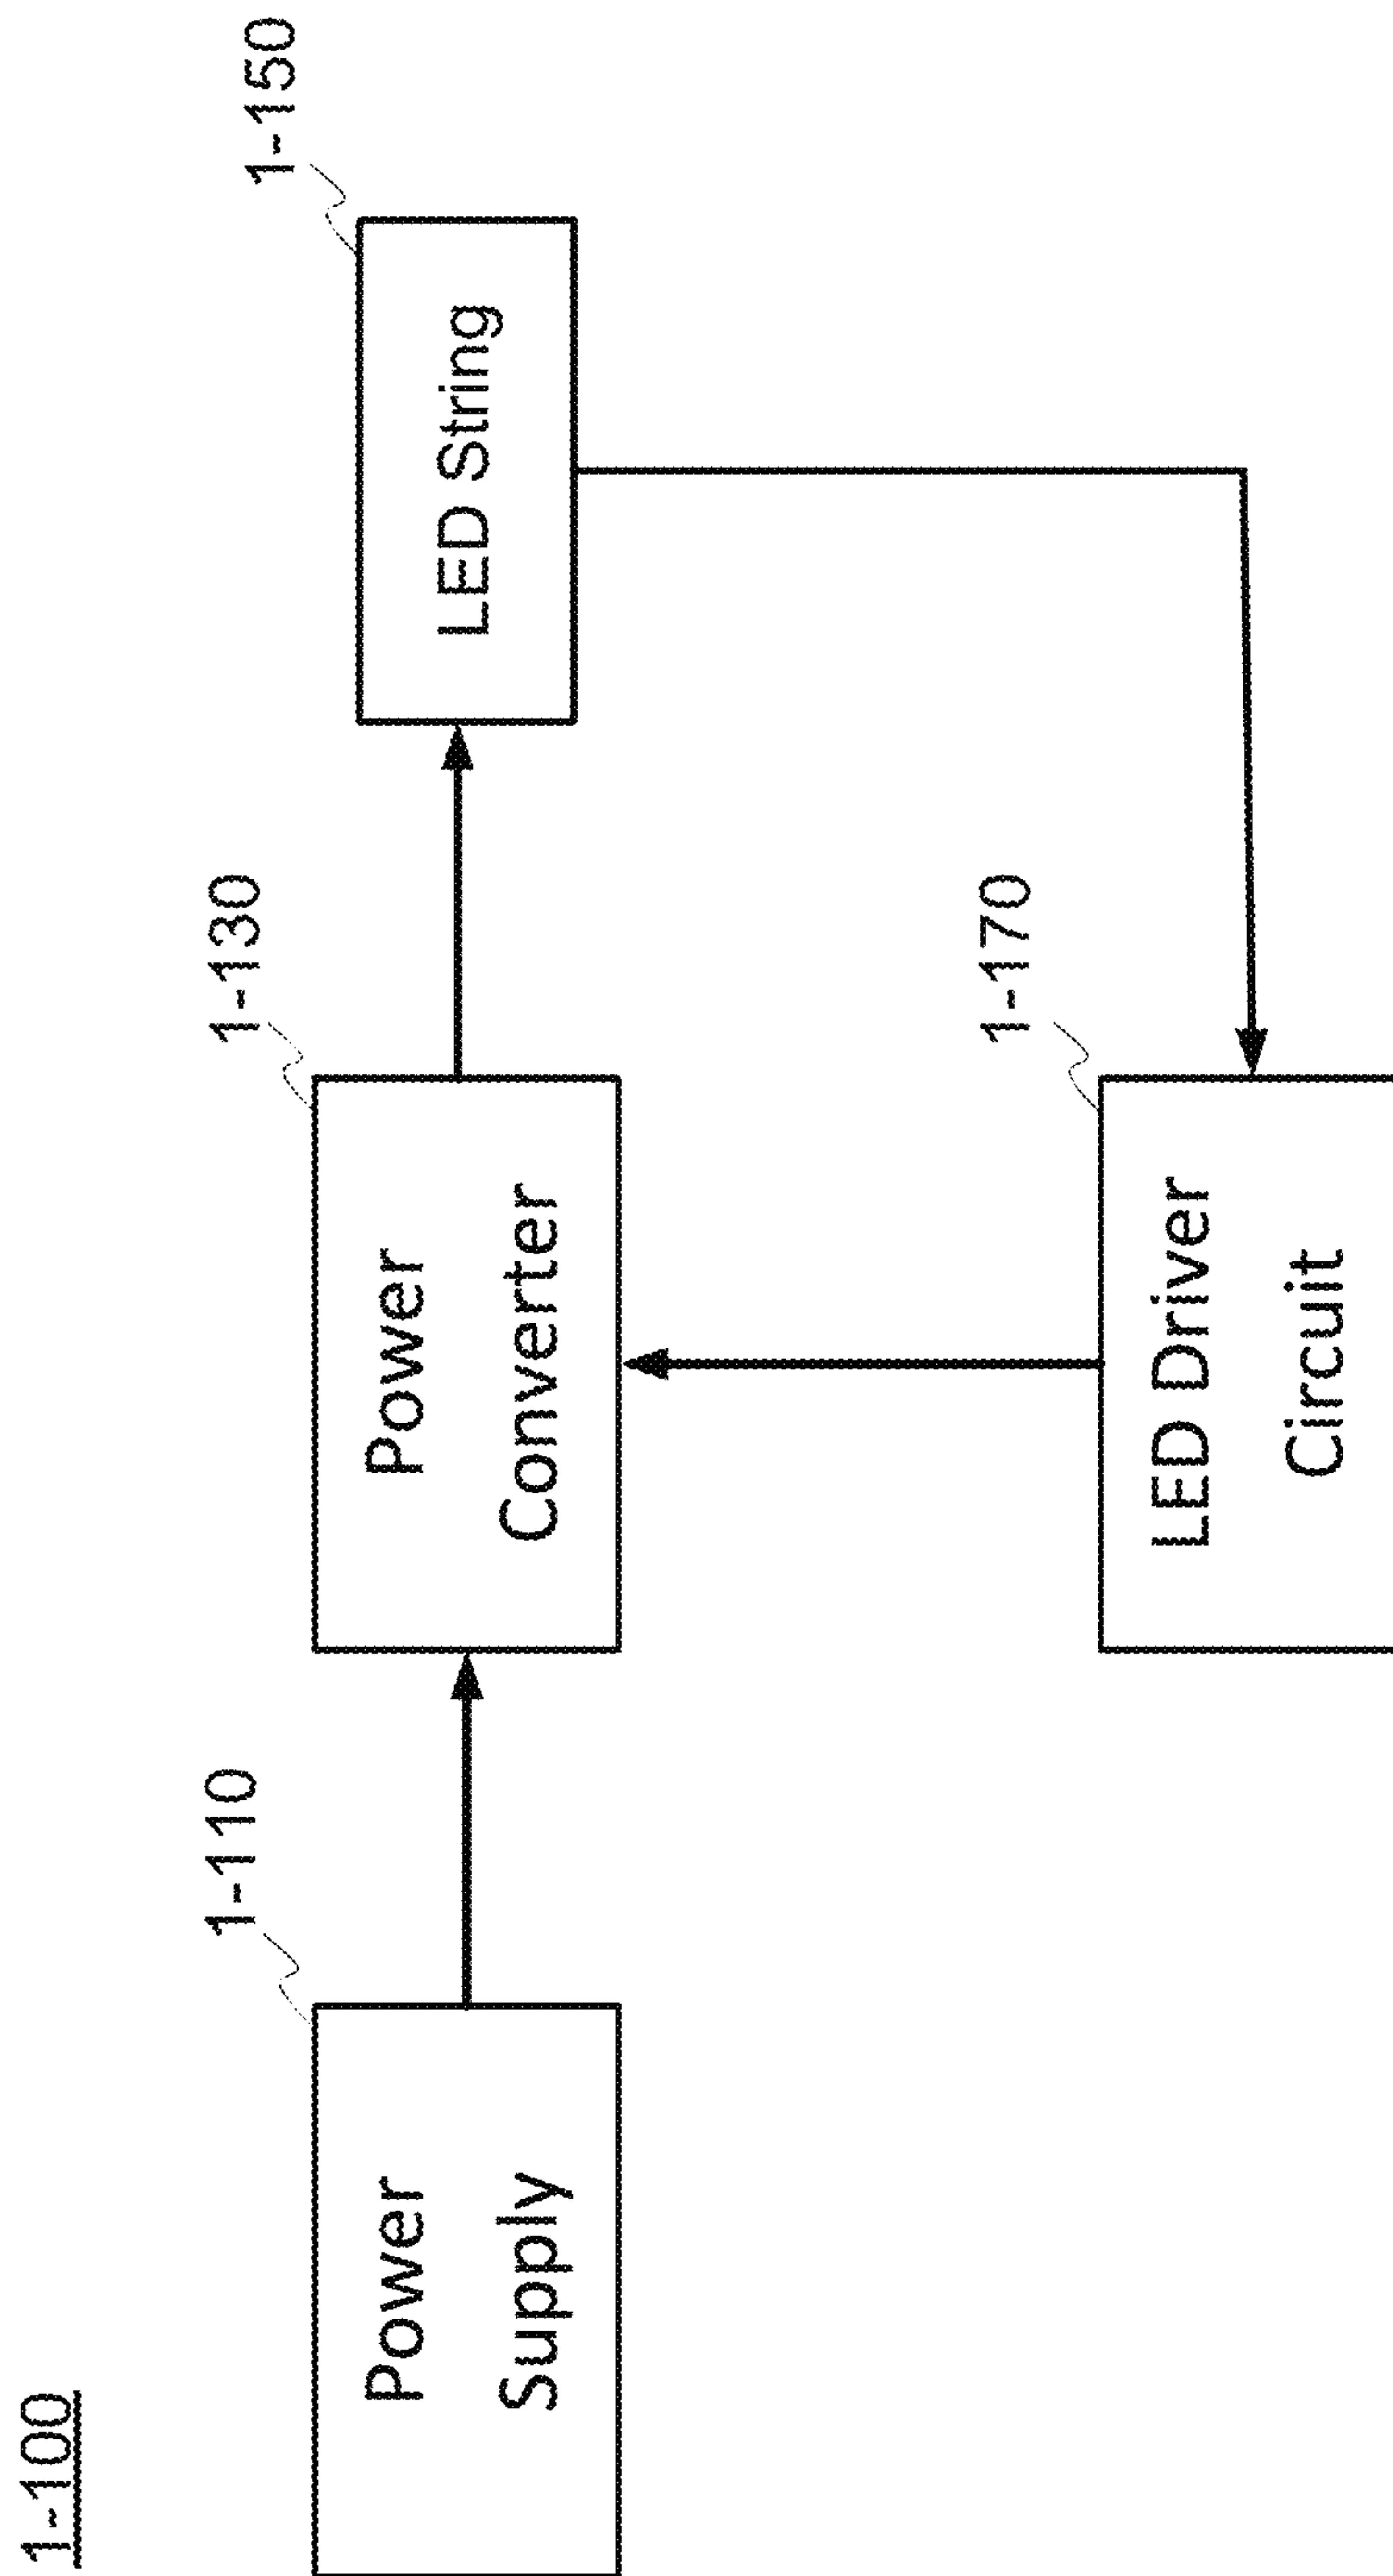 1-100
1-110
Power
Supply
1-130
Power
Converter
1-150
LED String
1-170
LED Driver
Circuit